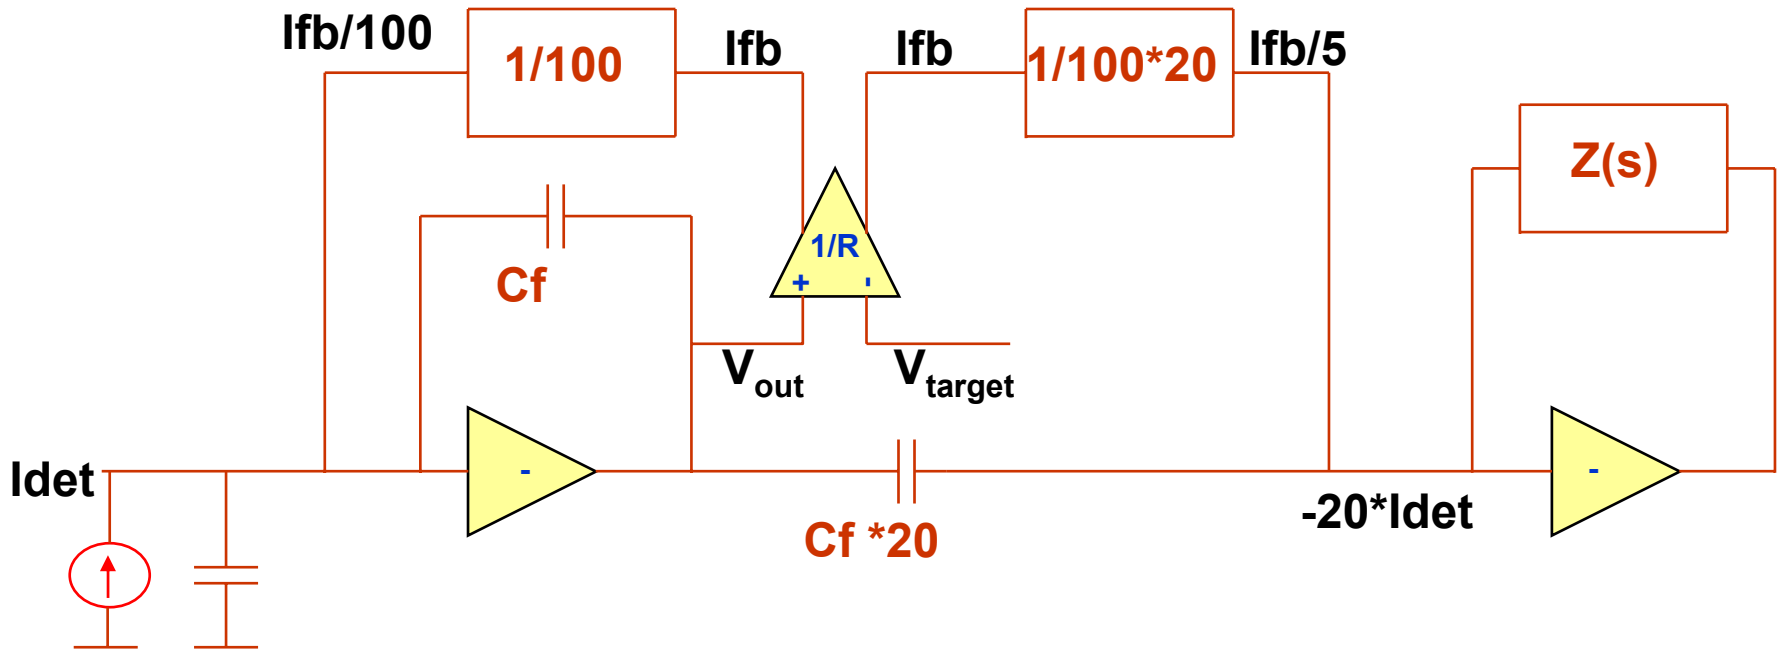 Ifb/100
1/100
Ifb
Ifb
1/100*20
Ifb/5
Z(s)
1/R
+ -
Cf
Vout
Vtarget
Idet
-
-
-20*Idet
Cf *20